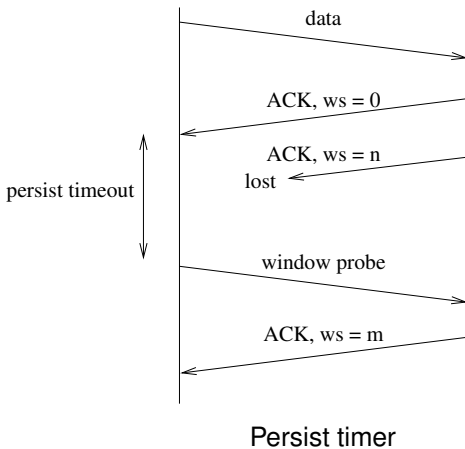 data
ACK, ws = 0
ACK, ws = n
lost
persist timeout
window probe
ACK, ws = m
Persist timer